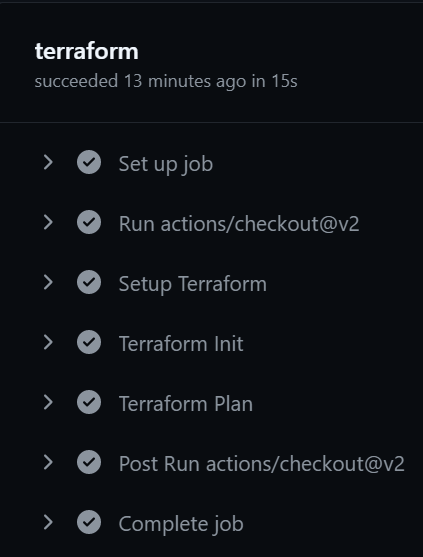 terraform
succeeded 13 minutes ago in 15s
Set up job
Run actions/checkout@v2
Setup Terraform
Terraform Init
Terraform Plan
Post Run actions/checkout@v2
Complete job